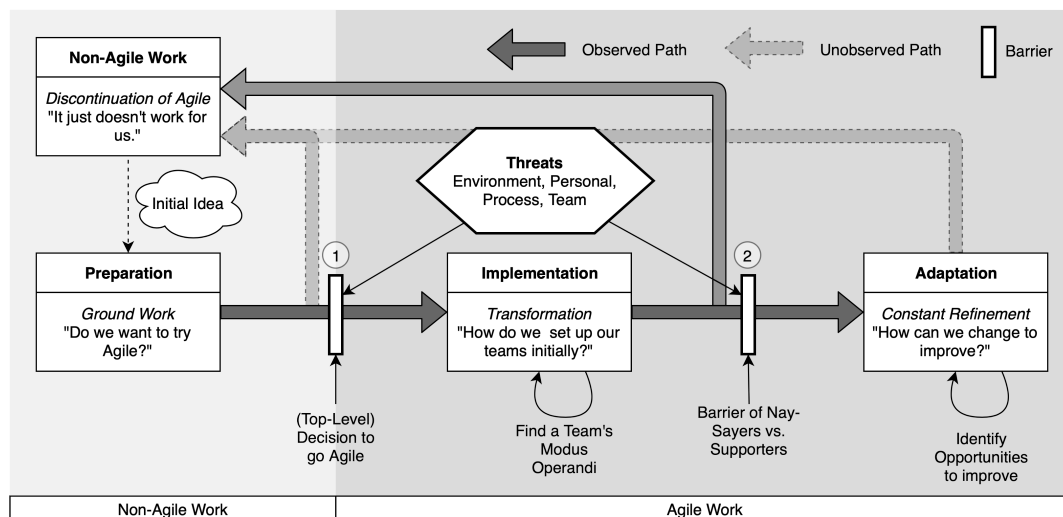 Observed Path
Unobserved Path
Barrier
Non-Agile Work
Discontinuation of Agile
"It just doesn't work for
us."
Threats
Environment, Personal,
Process, Team
Initial Idea
1
2
Preparation
Ground Work
"Do we want to try
Agile?"
Implementation
Transformation
"How do we set up our
teams initially?"
Adaptation
Constant Refinement
"How can we change to
improve?"
(Top-Level)
Decision to
go Agile
Find a Team's
Modus
Operandi
Barrier of Nay-
Sayers vs.
Supporters
Identify
Opportunities
to improve
Non-Agile Work
Agile Work